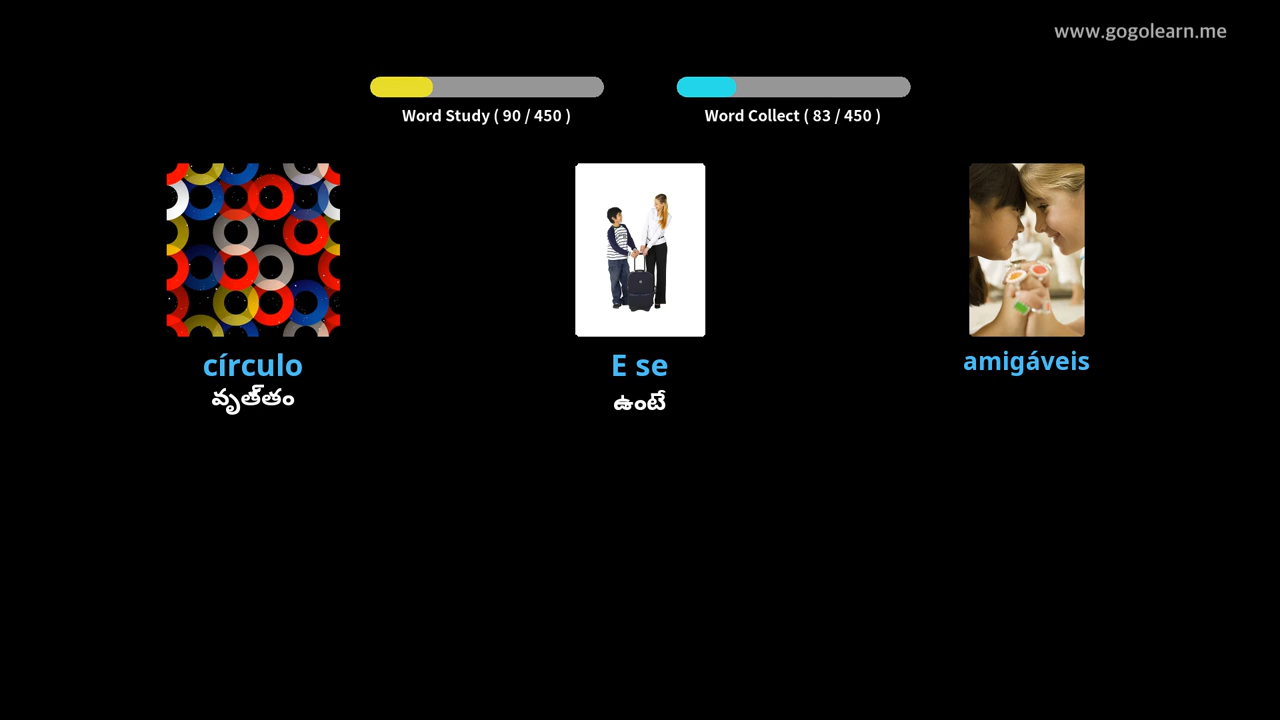 www.gogolearn.me
Word Study ( 90 / 450 )
Word Collect ( 83 / 450 )
círculo
వృత్తం
E se
ఉంటే
amigáveis